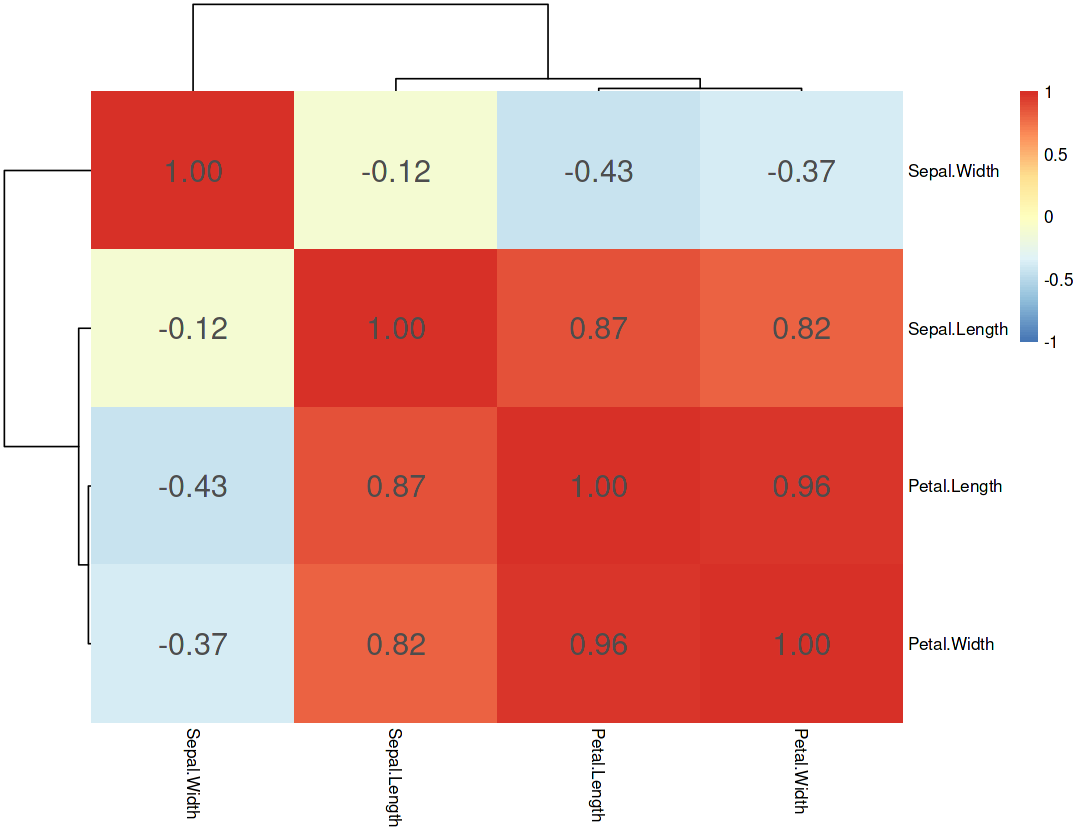 1.00 -0.12 -0.43 -0.37 Sepal.Width
-0.12 1.00 0.87 0.82 Sepal.Length
-0.43 0.87 1.00 0.96 Petal.Length
-0.37 0.82 0.96 1.00 Petal.Width
Sepal.Width
Sepal.Length
Petal.Length
Petal.Width
1
0.5
0
-0.5
-1